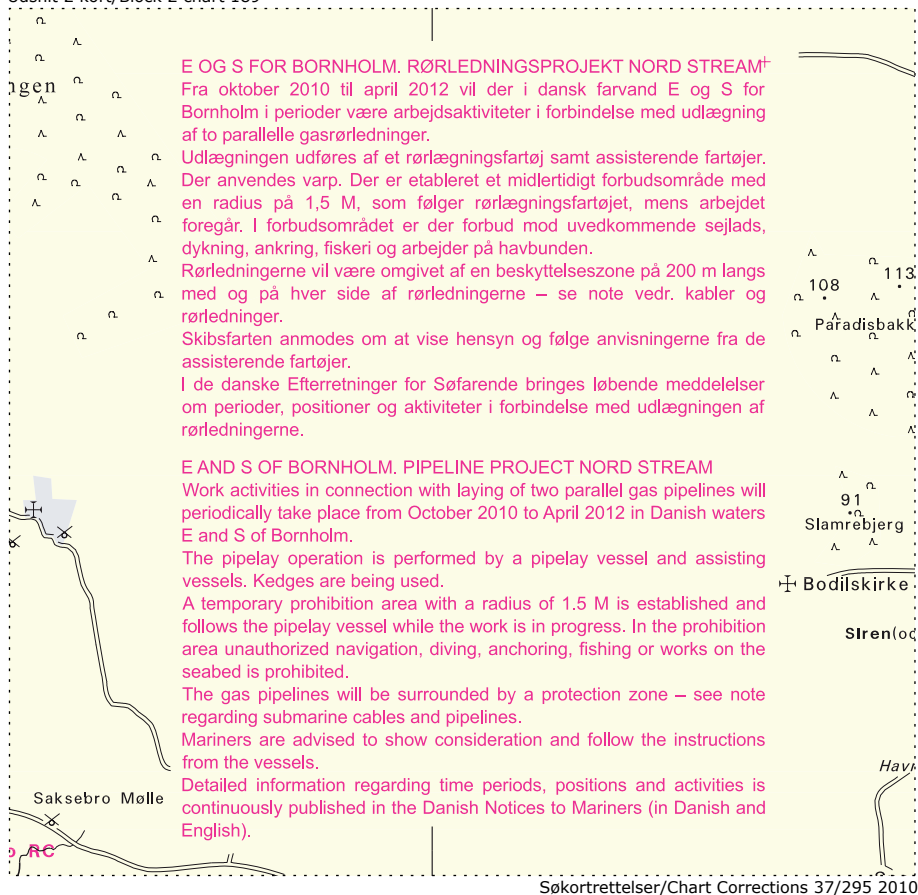 E OG S FOR BORNHOLM. RØRLEDNINGSPROJEKT NORD STREAM
Fra oktober 2010 til april 2012 vil der i dansk farvand E og S for
Bornholm i perioder være arbejdsaktiviteter i forbindelse med udlægning
af to parallelle gasrørledninger.
Udlægningen udføres af et rørlægningsfartøj samt assisterende fartøjer.
Der anvendes varp. Der er etableret et midlertidigt forbudsområde med
en radius på 1,5 M, som følger rørlægningsfartøjet, mens arbejdet
foregår. I forbudsområdet er der forbud mod uvedkommende sejlads,
dykning, ankring, fiskeri og arbejder på havbunden.
Rørledningerne vil være omgivet af en beskyttelseszone på 200 m langs
med og på hver side af rørledningerne – se note vedr. kabler og
rørledninger.
Skibsfarten anmodes om at vise hensyn og følge anvisningerne fra de
assisterende fartøjer.
I de danske Efterretninger for Søfarende bringes løbende meddelelser
om perioder, positioner og aktiviteter i forbindelse med udlægningen af
rørledningerne.
E AND S OF BORNHOLM. PIPELINE PROJECT NORD STREAM
Work activities in connection with laying of two parallel gas pipelines will
periodically take place from October 2010 to April 2012 in Danish waters
E and S of Bornholm.
The pipelay operation is performed by a pipelay vessel and assisting
vessels. Kedges are being used.
A temporary prohibition area with a radius of 1.5 M is established and
follows the pipelay vessel while the work is in progress. In the prohibition
area unauthorized navigation, diving, anchoring, fishing or works on the
seabed is prohibited.
The gas pipelines will be surrounded by a protection zone – see note
regarding submarine cables and pipelines.
Mariners are advised to show consideration and follow the instructions
from the vessels.
Detailed information regarding time periods, positions and activities is
continuously published in the Danish Notices to Mariners (in Danish and
English).
ngen
108
113
Paradisbakk
91
Slamrebjerg
Bodilskirke
SIren(od
Havn
Saksebro Mølle
RC
Søkortrettelser/Chart Corrections 37/295 2010